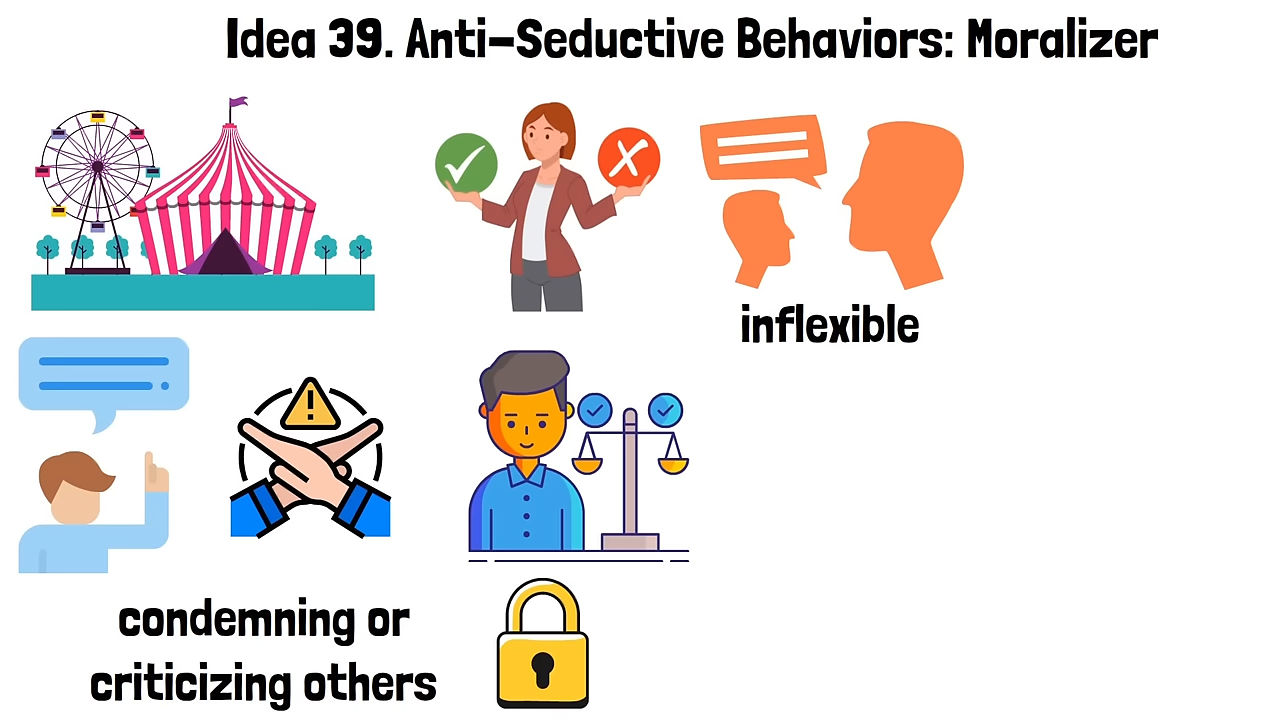 Idea 39. Anti-Seductive Behaviors: Moralizer
inflexible
condemning or
criticizing others